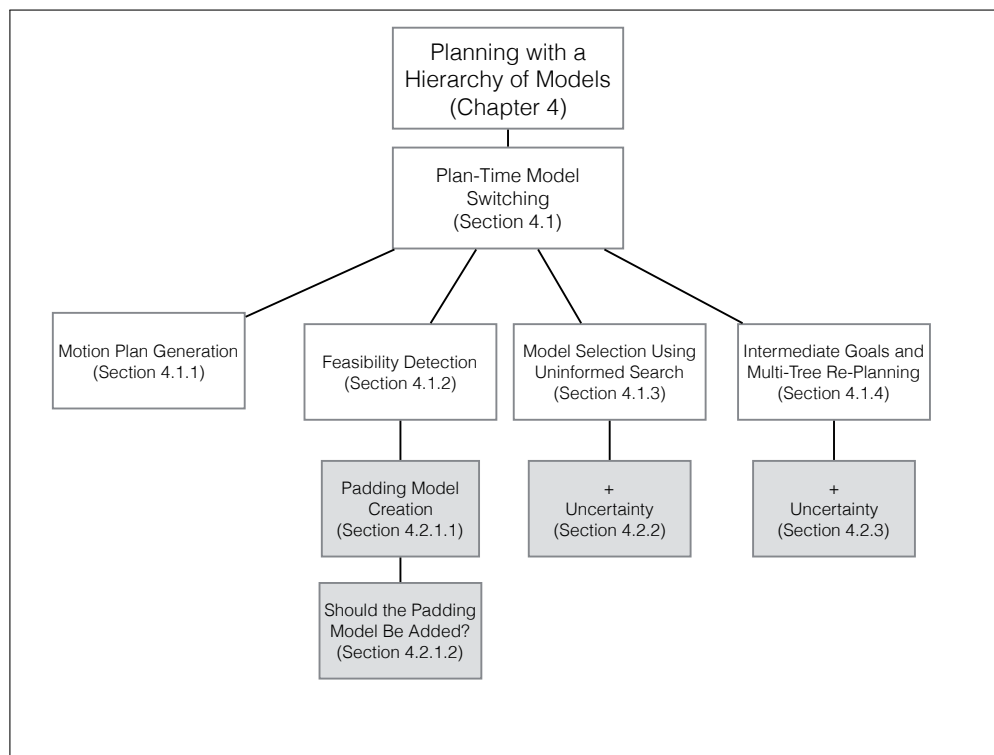 Planning with a
Hierarchy of Models
(Chapter 4)
Plan-Time Model
Switching
(Section 4.1)
Motion Plan Generation
(Section 4.1.1)
Feasibility Detection
(Section 4.1.2)
Model Selection Using
Uninformed Search
(Section 4.1.3)
Intermediate Goals and
Multi-Tree Re-Planning
(Section 4.1.4)
Padding Model
Creation
(Section 4.2.1.1)
+
Uncertainty
(Section 4.2.2)
+
Uncertainty
(Section 4.2.3)
Should the Padding
Model Be Added?
(Section 4.2.1.2)